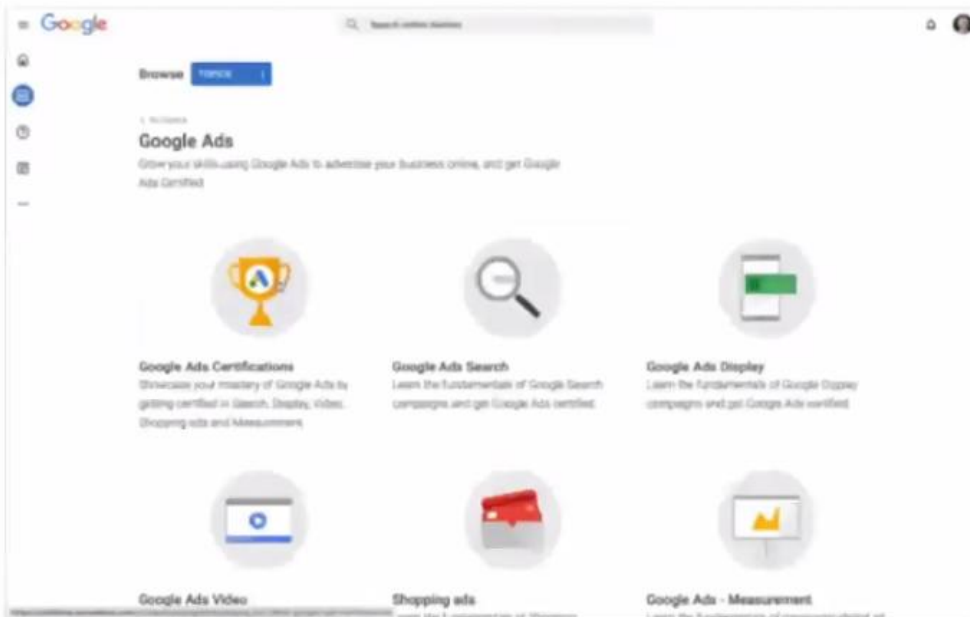 Google
Search online courses
Browse TOPICS
Google Ads
Grow your skills using Google Ads to advertise your business online, and get Google
Ads Certified
Google Ads Certifications
Showcase your mastery of Google Ads by
getting certified in Search, Display, Video,
Shopping ads and Measurement
Google Ads Search
Learn the fundamentals of Google Search
campaigns and get Google Ads certified
Google Ads Display
Learn the fundamentals of Google Display
campaigns and get Google Ads certified
Google Ads Video
Shopping ads
Google Ads - Measurement